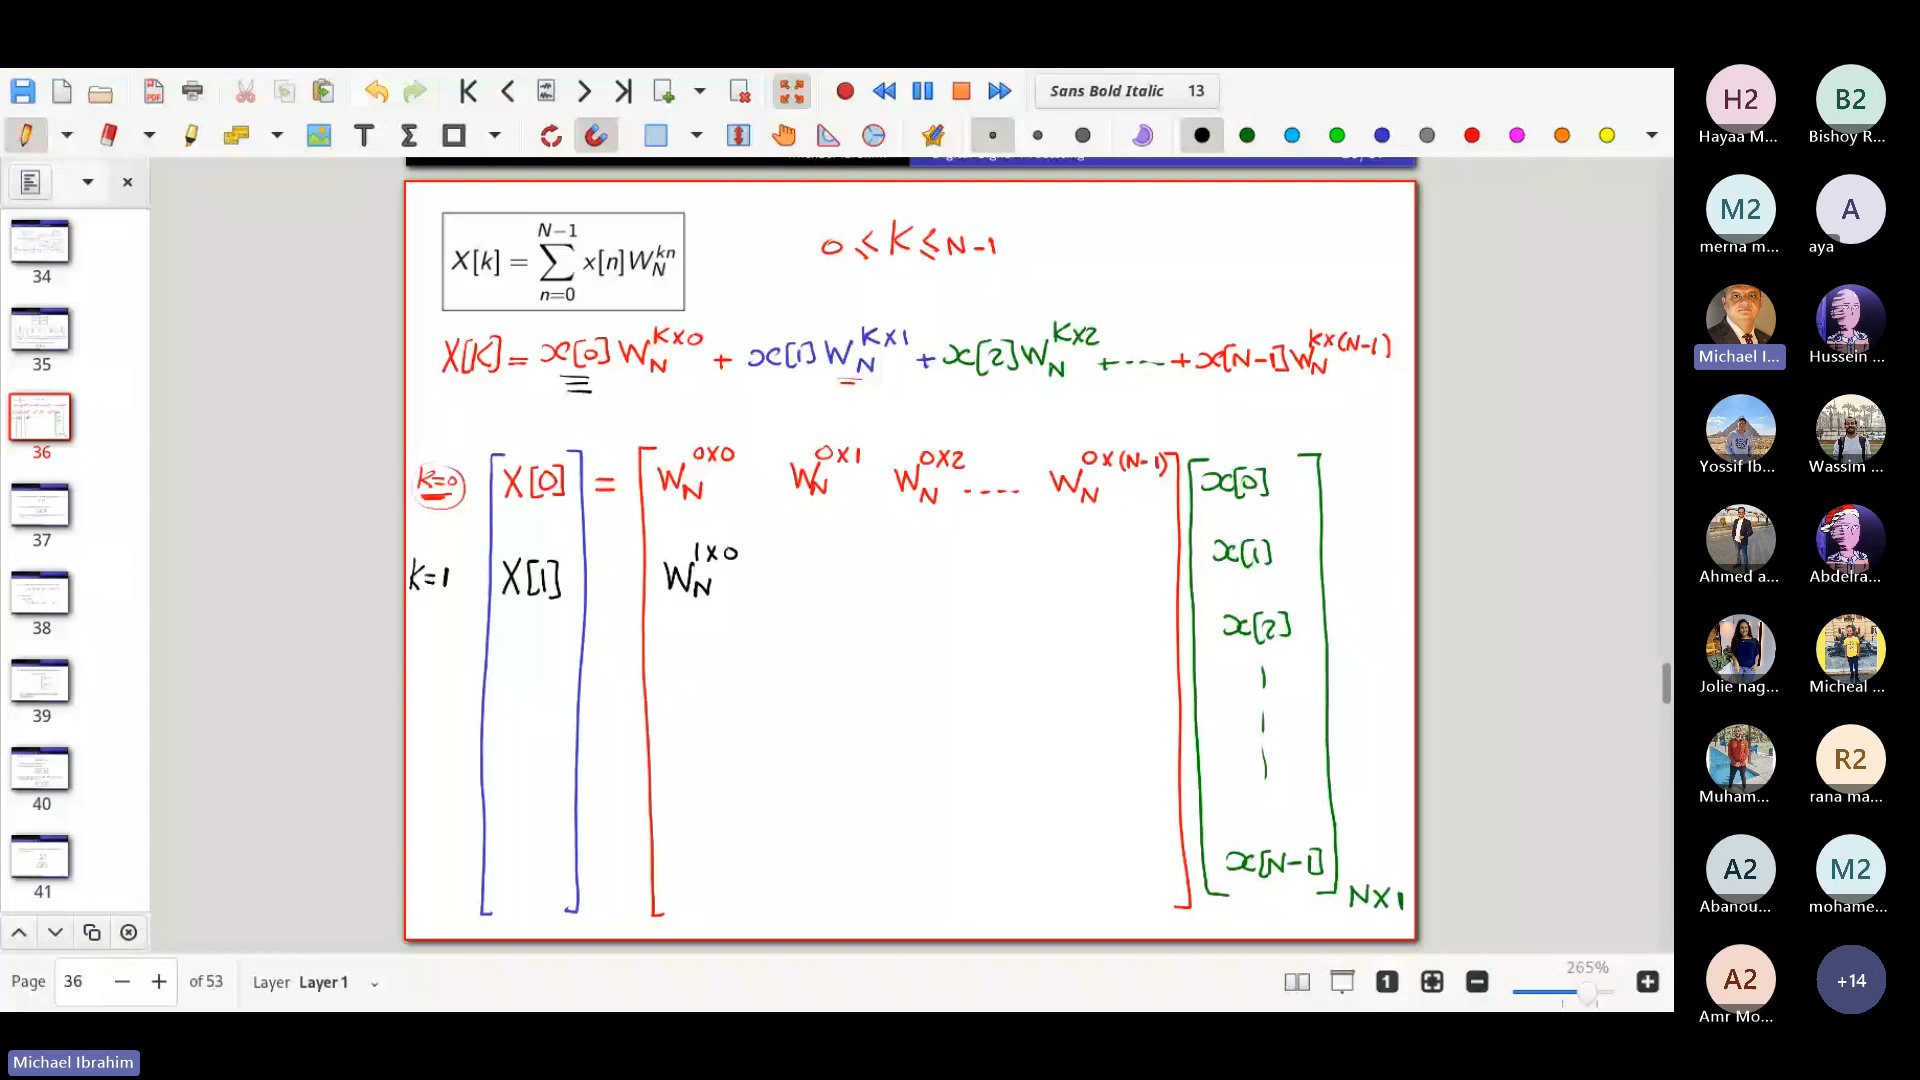 Sans Bold Italic 13
34
35
36
37
38
39
40
41
X[k] = \sum_{n=0}^{N-1} x[n]W_N^{kn}
0 ≤ K ≤ N-1
X[K] = x[0] W_N^{K×0} + x[1] W_N^{K×1} + x[2] W_N^{K×2} + ---- + x[N-1] W_N^{K×(N-1)}
k=0 X[0] = W_N^{0×0} W_N^{0×1} W_N^{0×2} ---- W_N^{0×(N-1)} x[0]
x[1]
k=1 X[1] W_N^{1×0}
x[2]
x[N-1]
N×1
Page 36 of 53 Layer Layer 1
265%
H2 B2
Hayaa M... Bishoy R...
M2 A
merna m... aya
Michael I... Hussein ...
Yossif Ib... Wassim ...
Ahmed a... Abdelra...
Jolie nag... Micheal ...
R2
Muham... rana ma...
A2 M2
Abanou... mohame...
A2 +14
Amr Mo...
Michael Ibrahim